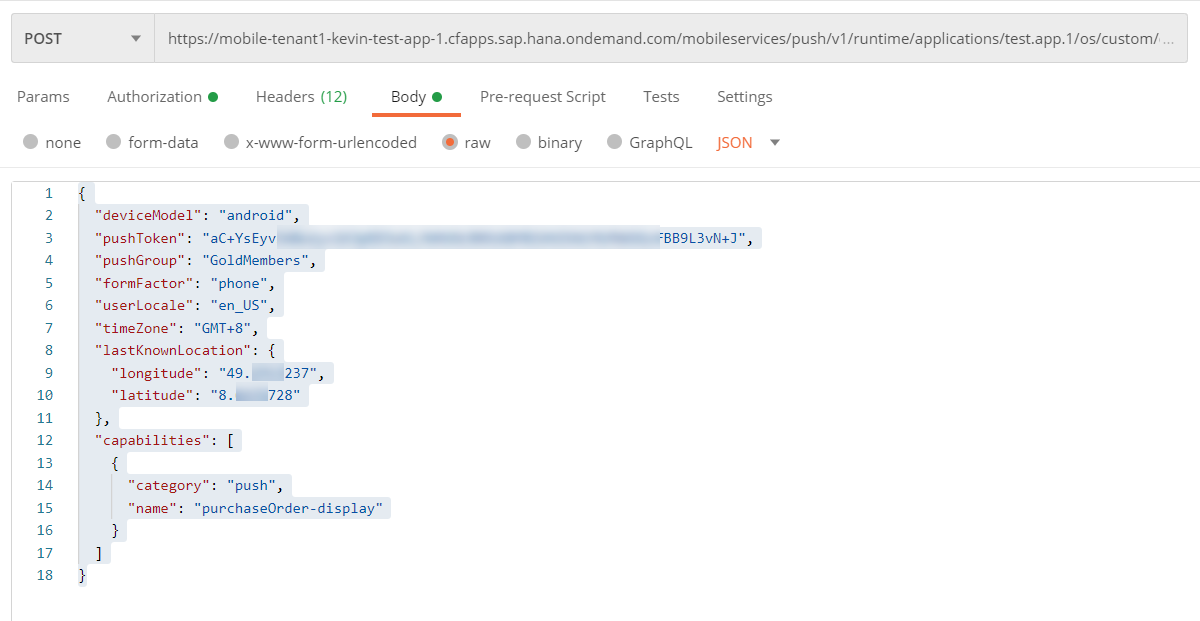 POST https://mobile-tenant1-kevin-test-app-1.cfapps.sap.hana.ondemand.com/mobileservices/push/v1/runtime/applications/test.app.1/os/custom/ ...
Params Authorization Headers (12) Body Pre-request Script Tests Settings
none form-data x-www-form-urlencoded raw binary GraphQL JSON
1 {
2 "deviceModel": "android",
3 "pushToken": "aC+YsEyv FBB9L3vN+J",
4 "pushGroup": "GoldMembers",
5 "formFactor": "phone",
6 "userLocale": "en_US",
7 "timeZone": "GMT+8",
8 "lastKnownLocation": {
9 "longitude": "49. 237",
10 "latitude": "8. 728"
11 },
12 "capabilities": [
13 {
14 "category": "push",
15 "name": "purchaseOrder-display"
16 }
17 ]
18 }